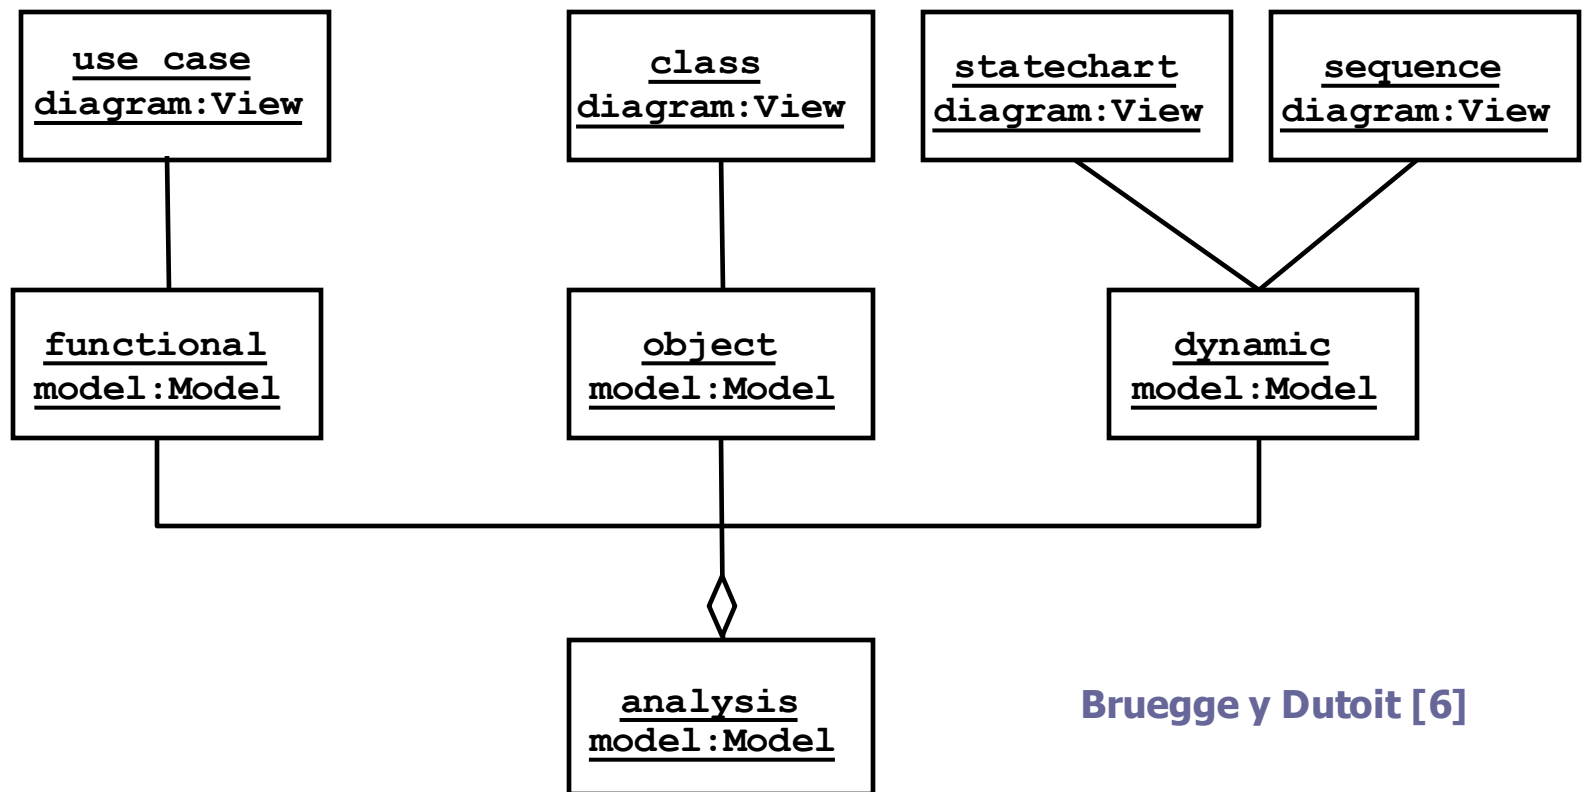 use case
diagram:View
class
diagram:View
statechart
diagram:View
sequence
diagram:View
functional
model:Model
object
model:Model
dynamic
model:Model
analysis
model:Model
Bruegge y Dutoit [6]